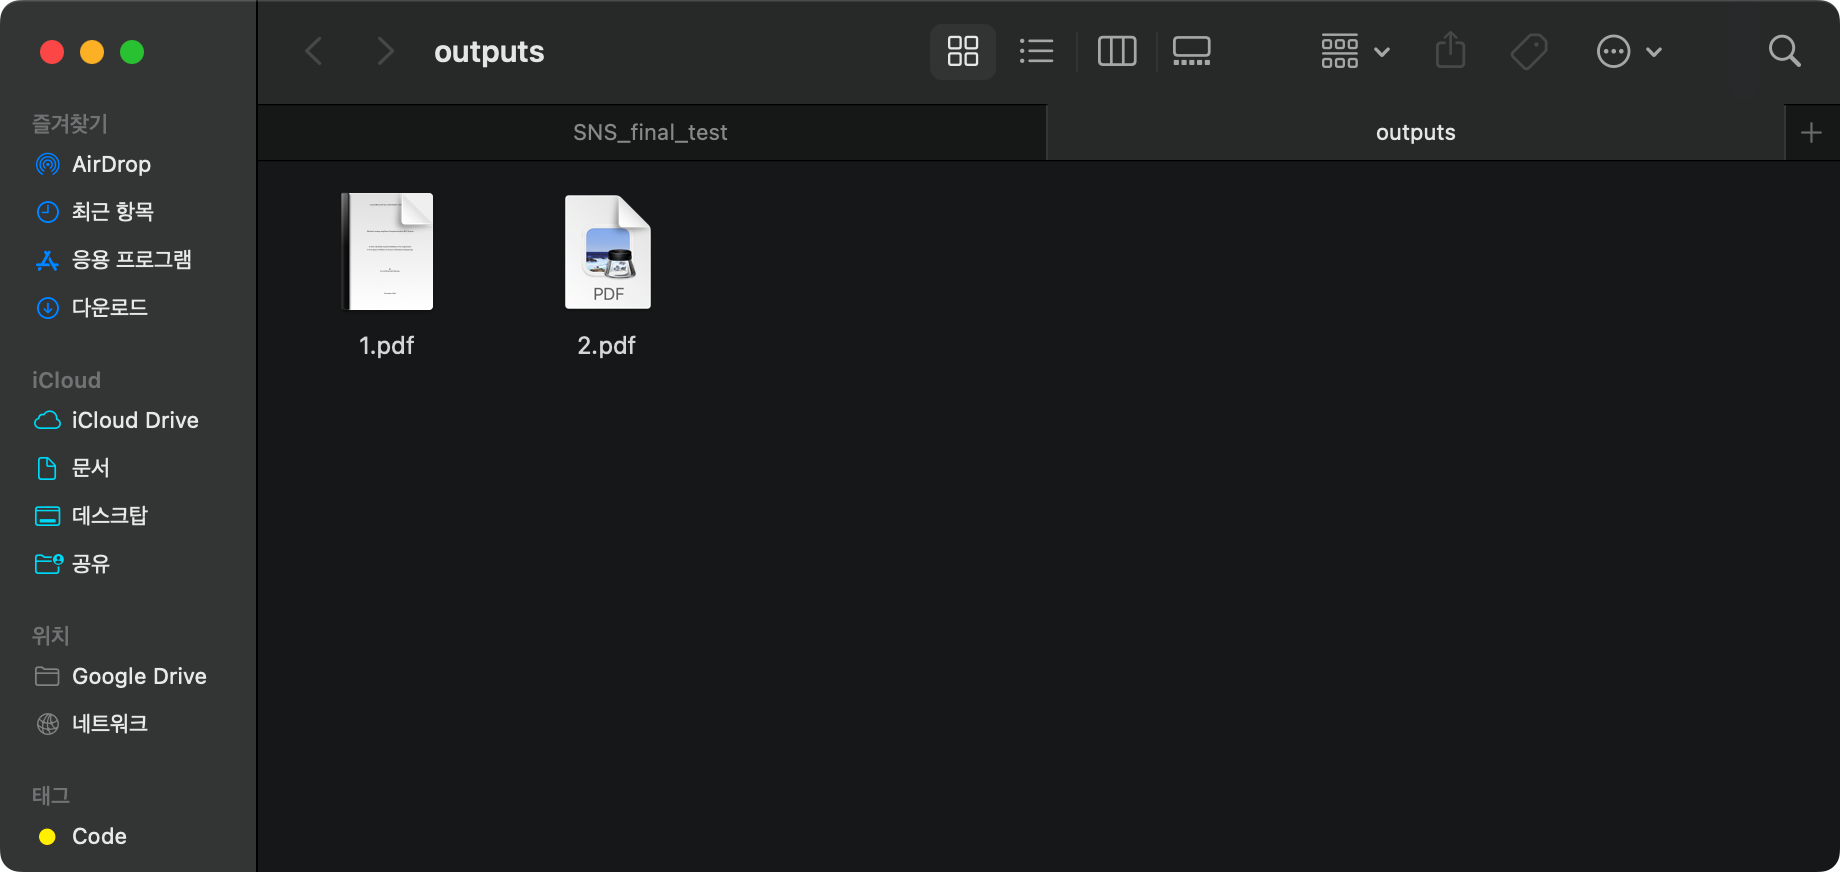 outputs
즐겨찾기
AirDrop
최근 항목
응용 프로그램
다운로드
iCloud
iCloud Drive
문서
데스크탑
공유
위치
Google Drive
네트워크
태그
Code
SNS_final_test
outputs
PDF
1.pdf
2.pdf